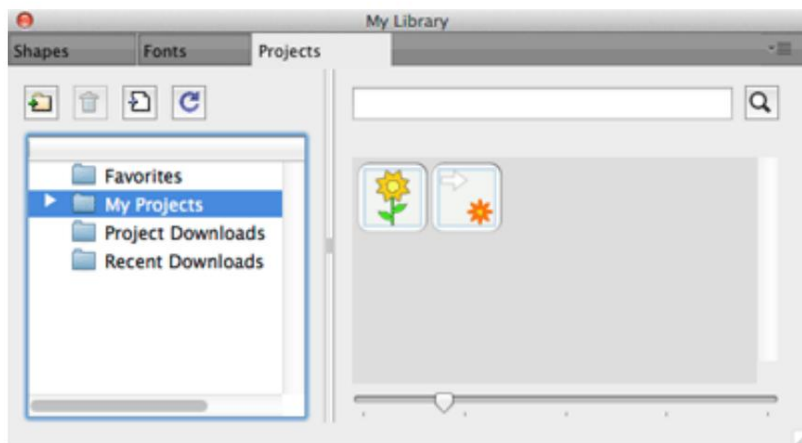 My Library
Shapes Fonts Projects
Favorites
My Projects
Project Downloads
Recent Downloads